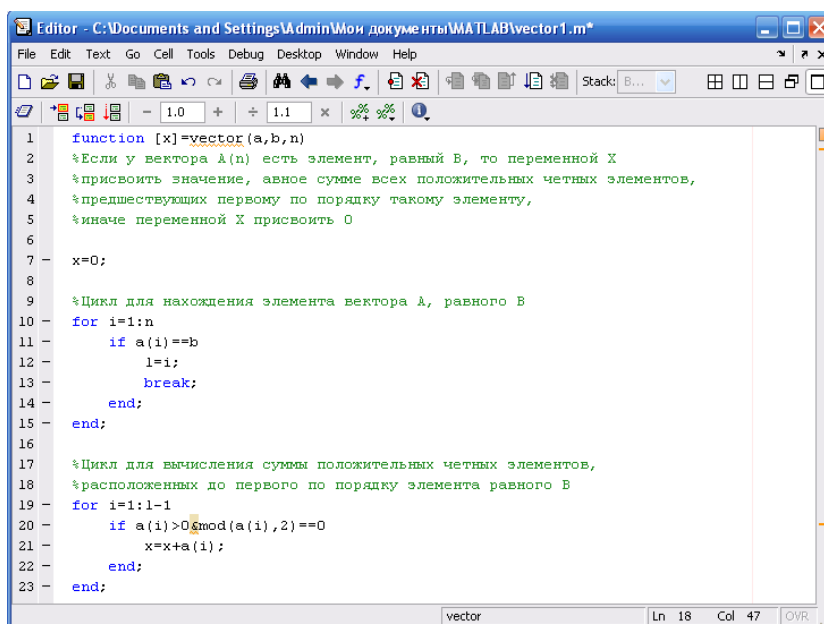 Editor - C:\Documents and Settings\Admin\Мои документы\MATLAB\vector1.m*
File Edit Text Go Cell Tools Debug Desktop Window Help
Stack: B...
- 1.0 + ÷ 1.1 ×
1 function [x]=vector(a,b,n)
2 %Если у вектора A(n) есть элемент, равный B, то переменной X
3 %присвоить значение, авное сумме всех положительных четных элементов,
4 %предшествующих первому по порядку такому элементу,
5 %иначе переменной X присвоить 0
6
7 - x=0;
8
9 %Цикл для нахождения элемента вектора A, равного B
10 - for i=1:n
11 - if a(i)==b
12 - l=i;
13 - break;
14 - end;
15 - end;
16
17 %Цикл для вычисления суммы положительных четных элементов,
18 %расположенных до первого по порядку элемента равного B
19 - for i=1:l-1
20 - if a(i)>0&mod(a(i),2)==0
21 - x=x+a(i);
22 - end;
23 - end;
vector Ln 18 Col 47 OVR